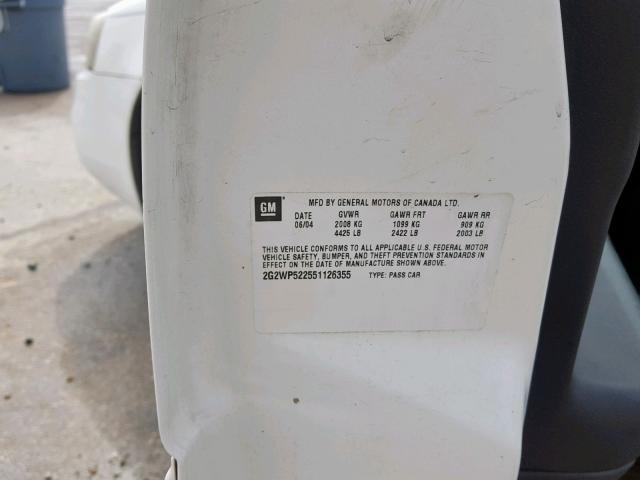 GM MFD BY GENERAL MOTORS OF CANADA LTD.
DATE GVWR GAWR FRT GAWR RR
06/04 2008 KG 1099 KG 909 KG
4425 LB 2422 LB 2003 LB
THIS VEHICLE CONFORMS TO ALL APPLICABLE U.S. FEDERAL MOTOR
VEHICLE SAFETY, BUMPER, AND THEFT PREVENTION STANDARDS IN
EFFECT ON THE DATE OF MANUFACTURE SHOWN ABOVE.
2G2WP522551126355 TYPE: PASS CAR